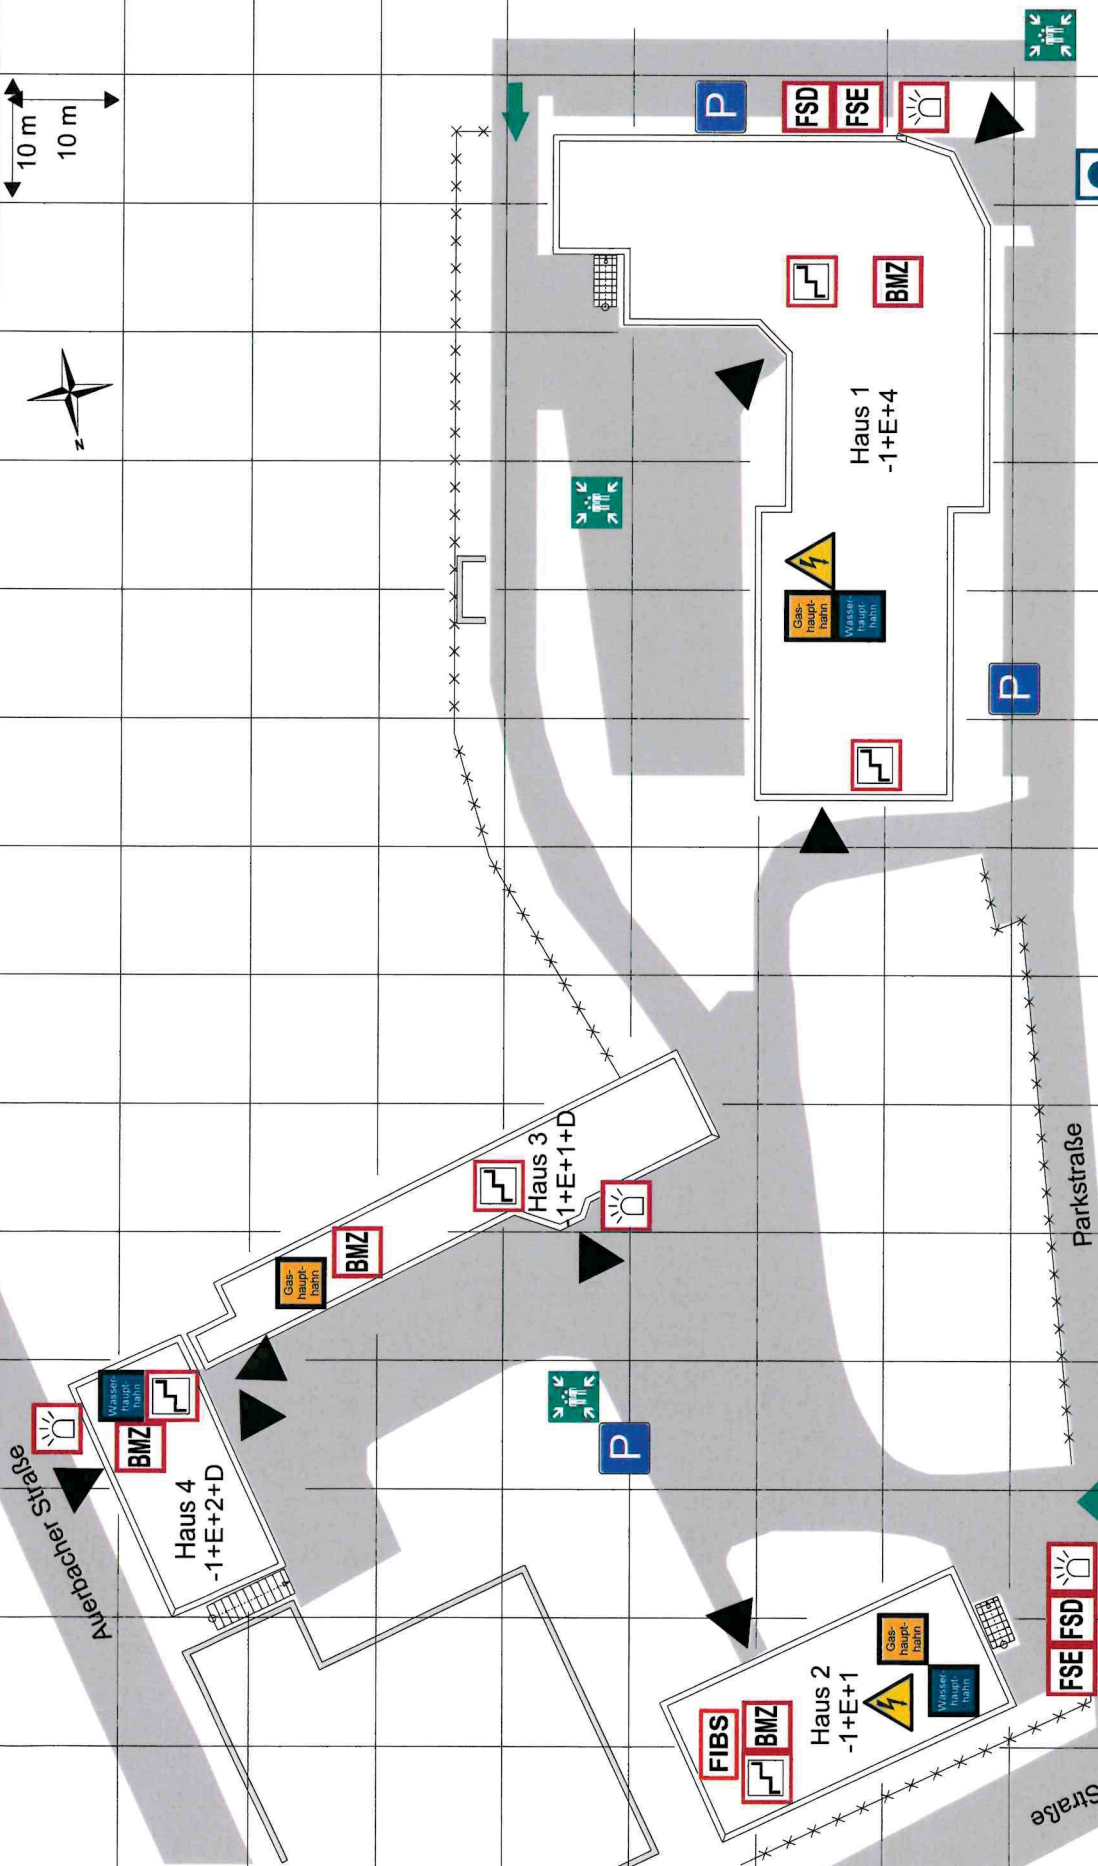 10 m
10 m
N
P
FSD
FSE
BMZ
Haus 1
-1+E+4
Gas-
haupt-
hahn
Wasser-
haupt-
hahn
P
Haus 3
1+E+1+D
BMZ
Gas-
haupt-
hahn
Parkstraße
Wasser-
haupt-
hahn
BMZ
Haus 4
-1+E+2+D
Auerbacher Straße
P
Gas-
haupt-
hahn
Wasser-
haupt-
hahn
Haus 2
-1+E+1
FIBS
BMZ
FSE
FSD
Straße